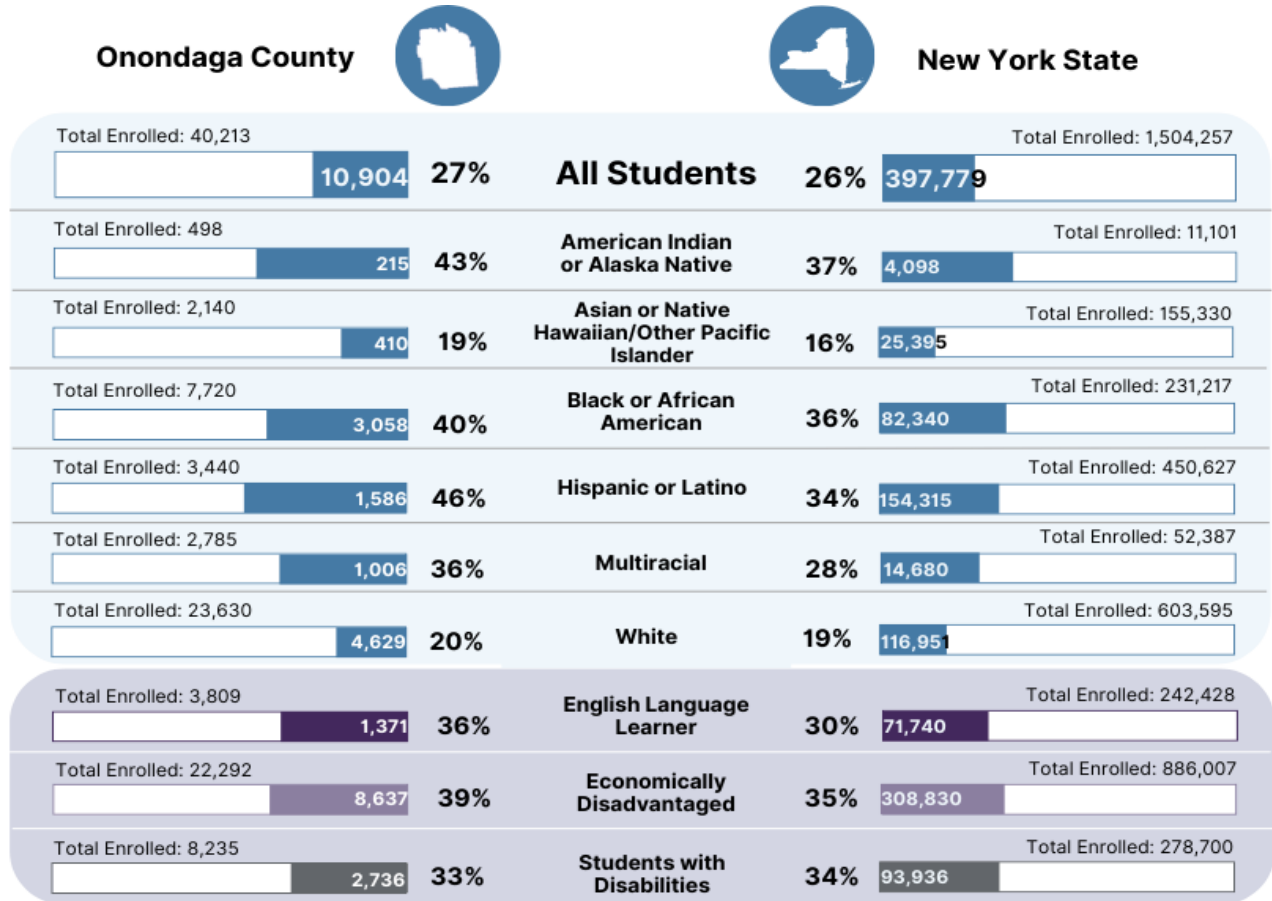 Onondaga County
New York State
Total Enrolled: 40,213
Total Enrolled: 1,504,257
10,904 27% All Students 26% 397,779
Total Enrolled: 498
Total Enrolled: 11,101
American Indian
or Alaska Native
215 43% 37% 4,098
Total Enrolled: 2,140
Total Enrolled: 155,330
Asian or Native
Hawaiian/Other Pacific
Islander
410 19% 16% 25,395
Total Enrolled: 7,720
Total Enrolled: 231,217
Black or African
American
3,058 40% 36% 82,340
Total Enrolled: 3,440
Total Enrolled: 450,627
Hispanic or Latino
1,586 46% 34% 154,315
Total Enrolled: 2,785
Total Enrolled: 52,387
Multiracial
1,006 36% 28% 14,680
Total Enrolled: 23,630
Total Enrolled: 603,595
White
4,629 20% 19% 116,951
Total Enrolled: 3,809
Total Enrolled: 242,428
English Language
Learner
1,371 36% 30% 71,740
Total Enrolled: 22,292
Total Enrolled: 886,007
Economically
Disadvantaged
8,637 39% 35% 308,830
Total Enrolled: 8,235
Total Enrolled: 278,700
Students with
Disabilities
2,736 33% 34% 93,936